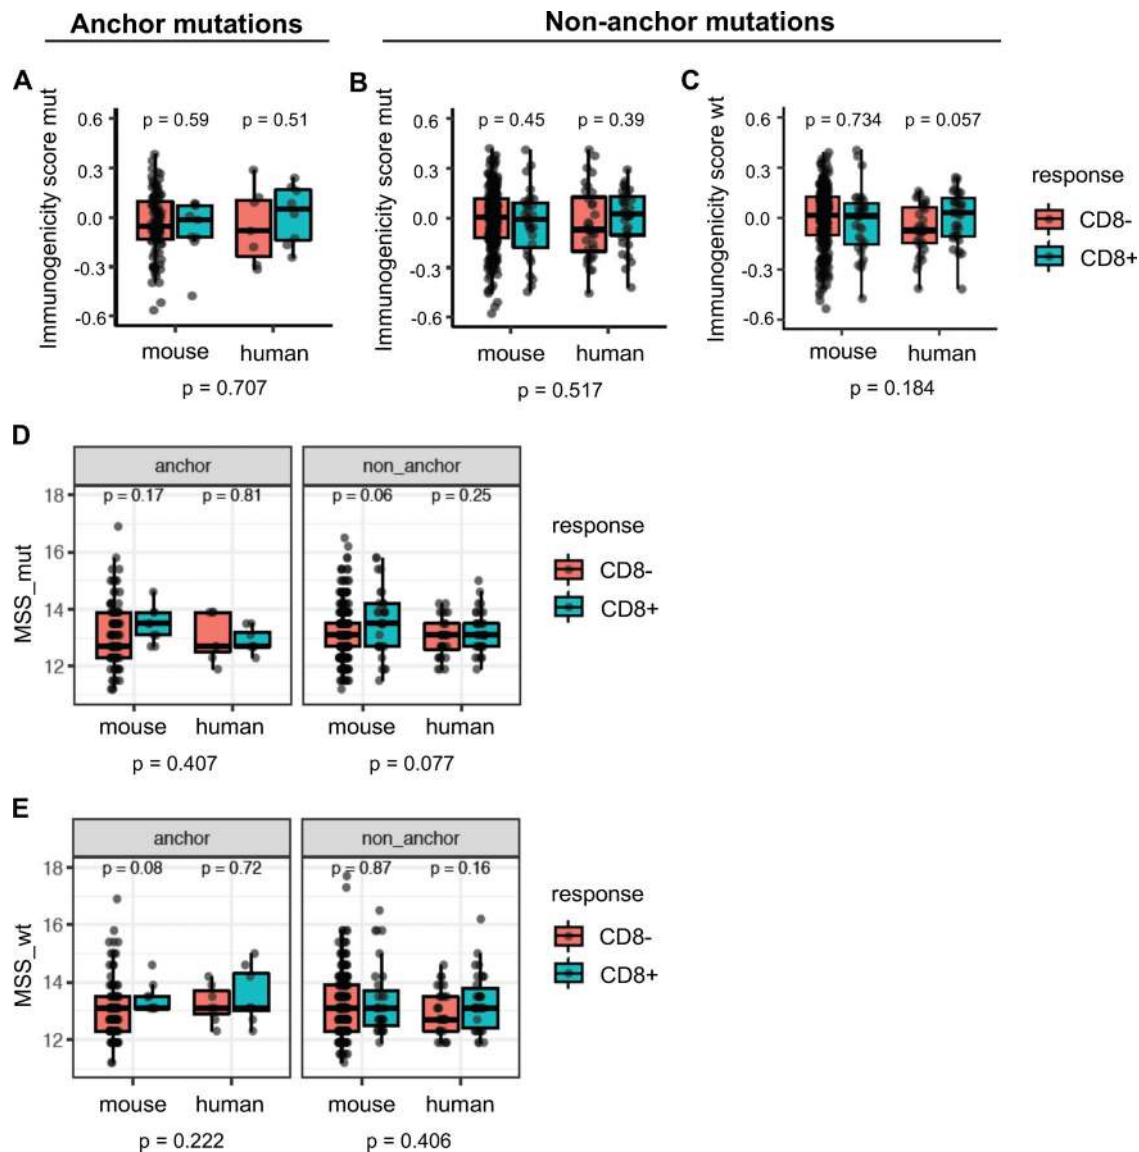 Anchor mutations
Non-anchor mutations
A
Immunogenicity score mut
0.6
0.3
0.0
-0.3
-0.6
p = 0.59
p = 0.51
mouse
human
p = 0.707
B
Immunogenicity score mut
0.6
0.3
0.0
-0.3
-0.6
p = 0.45
p = 0.39
mouse
human
p = 0.517
C
Immunogenicity score wt
0.6
0.3
0.0
-0.3
-0.6
p = 0.734
p = 0.057
mouse
human
p = 0.184
response
CD8-
CD8+
D
MSS_mut
18
16
14
12
anchor
p = 0.17
p = 0.81
mouse
human
p = 0.407
non_anchor
p = 0.06
p = 0.25
mouse
human
p = 0.077
response
CD8-
CD8+
E
MSS_wt
18
16
14
12
anchor
p = 0.08
p = 0.72
mouse
human
p = 0.222
non_anchor
p = 0.87
p = 0.16
mouse
human
p = 0.406
response
CD8-
CD8+